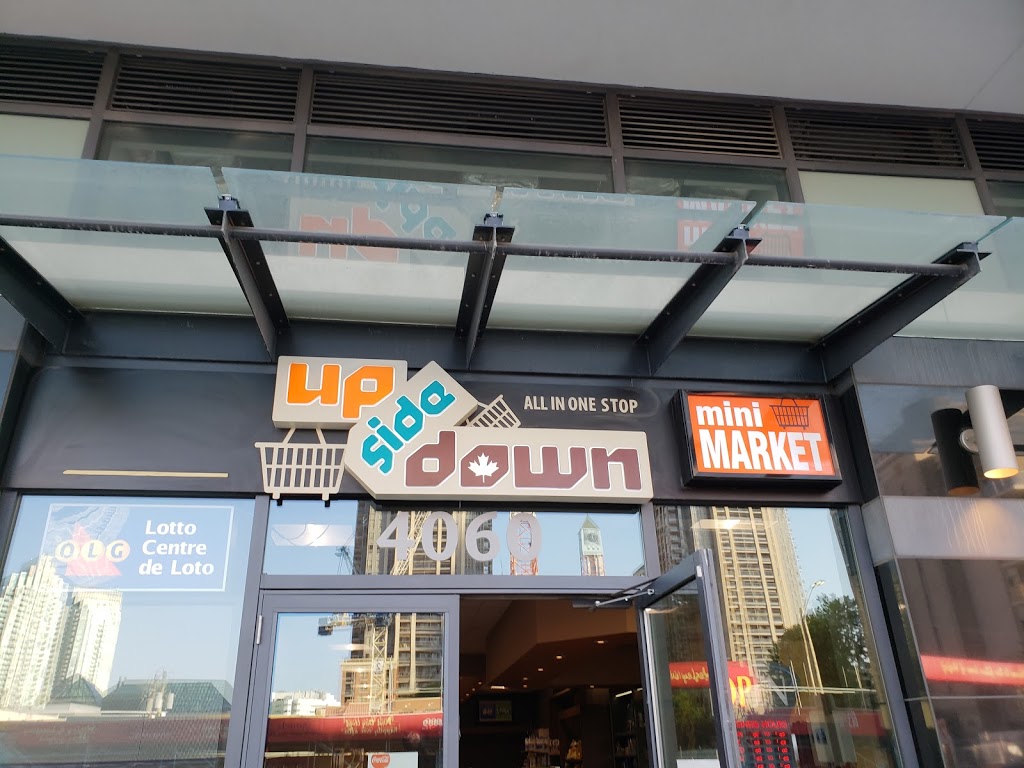 up
side
down
ALL IN ONE STOP
mini
MARKET
4060
OLG
Lotto
Centre
de Loto